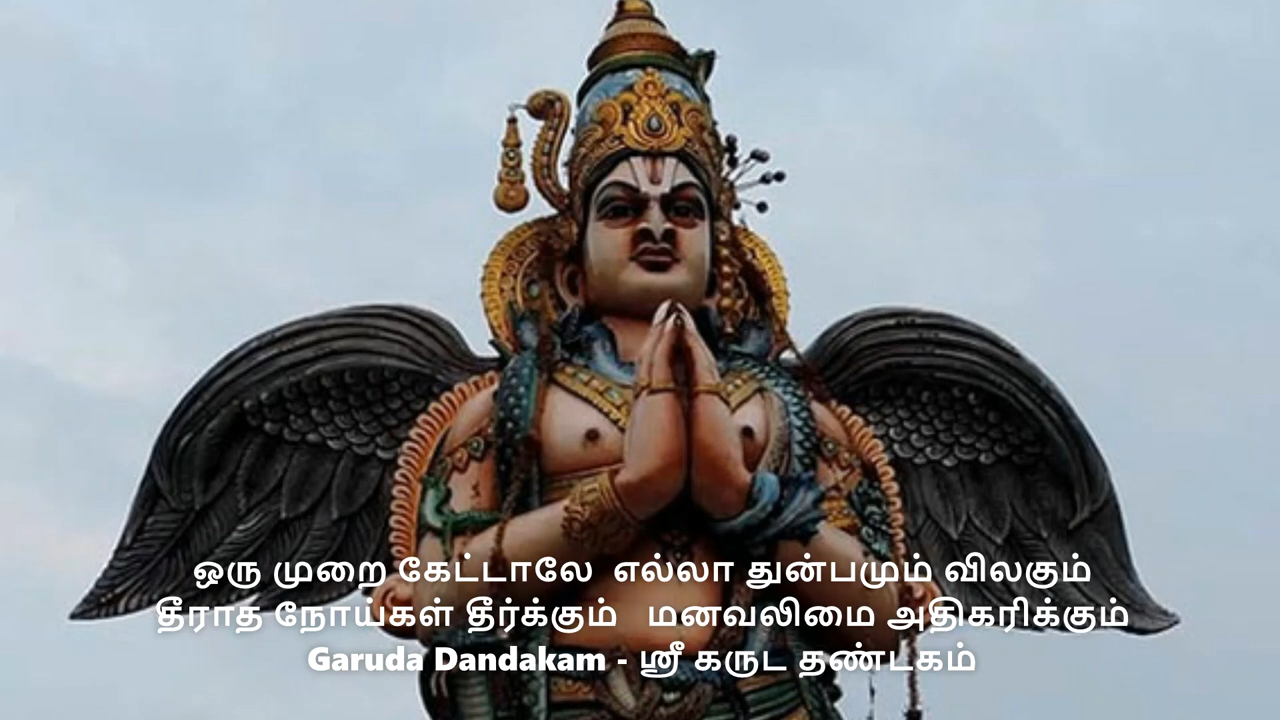 ஒரு முறை கேட்டாலே எல்லா துன்பமும் விலகும்
தீராத நோய்கள் தீர்க்கும் மனவலிமை அதிகரிக்கும்
Garuda Dandakam - ஸ்ரீ கருட தண்டகம்